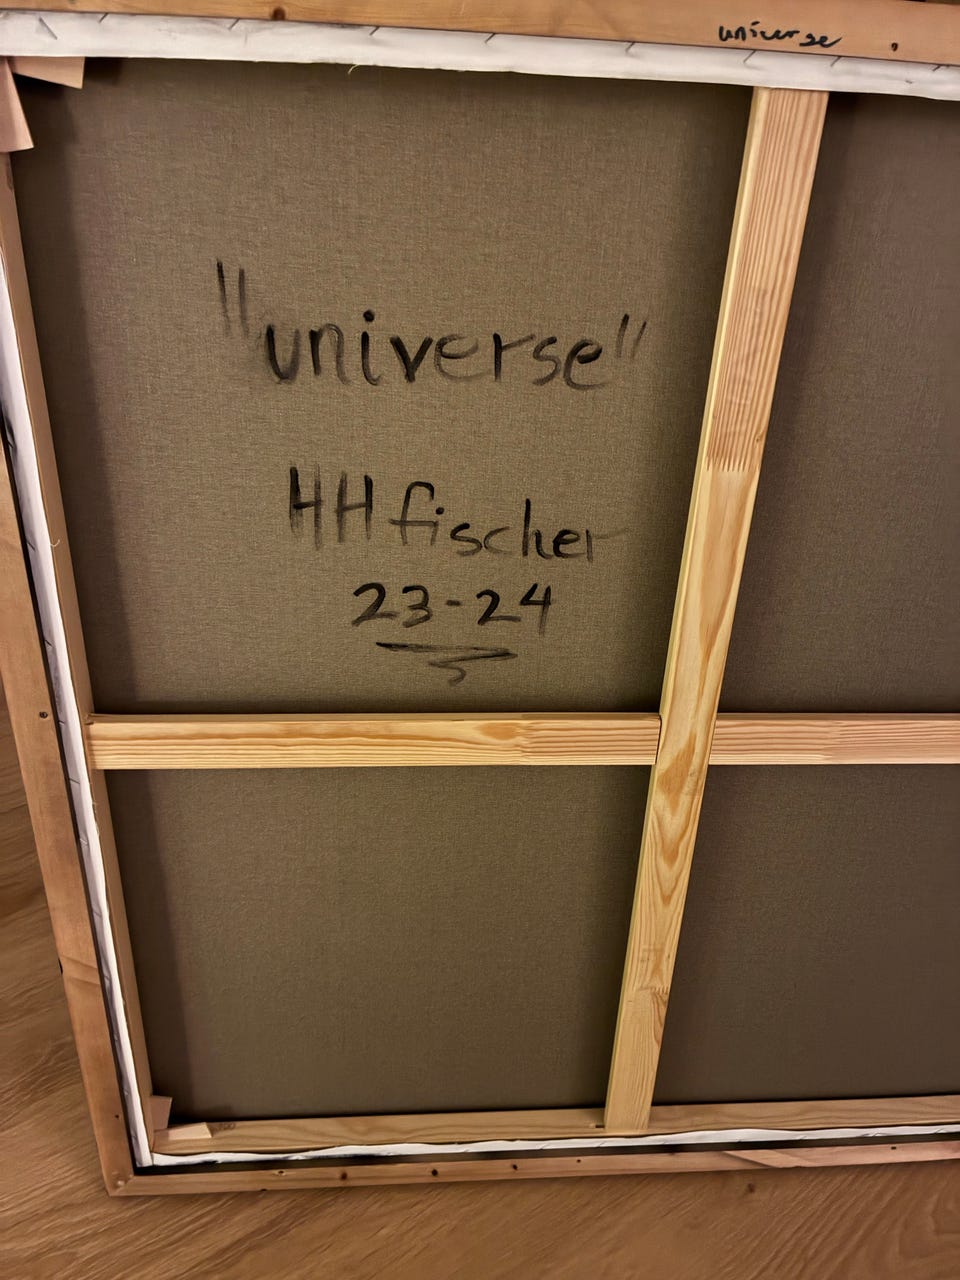 universe
"universe"
HH fischer
23-24